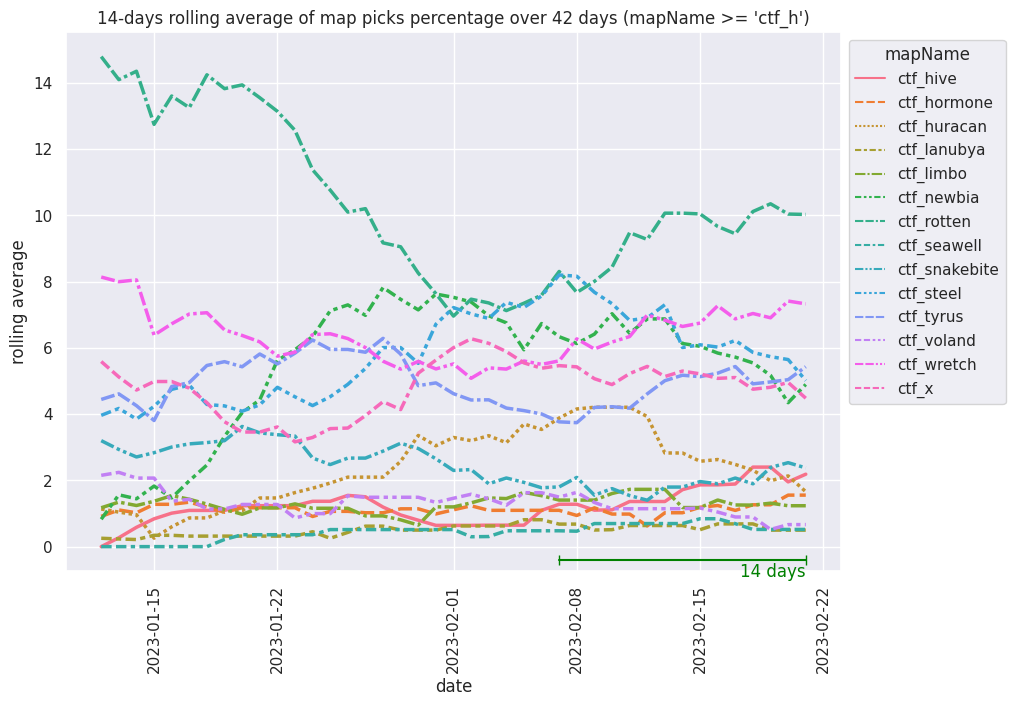 14-days rolling average of map picks percentage over 42 days (mapName >= 'ctf_h')
rolling average
14
12
10
8
6
4
2
0
14 days
2023-01-15
2023-01-22
2023-02-01
2023-02-08
2023-02-15
2023-02-22
date
mapName
ctf_hive
ctf_hormone
ctf_huracan
ctf_lanubya
ctf_limbo
ctf_newbia
ctf_rotten
ctf_seawell
ctf_snakebite
ctf_steel
ctf_tyrus
ctf_voland
ctf_wretch
ctf_x